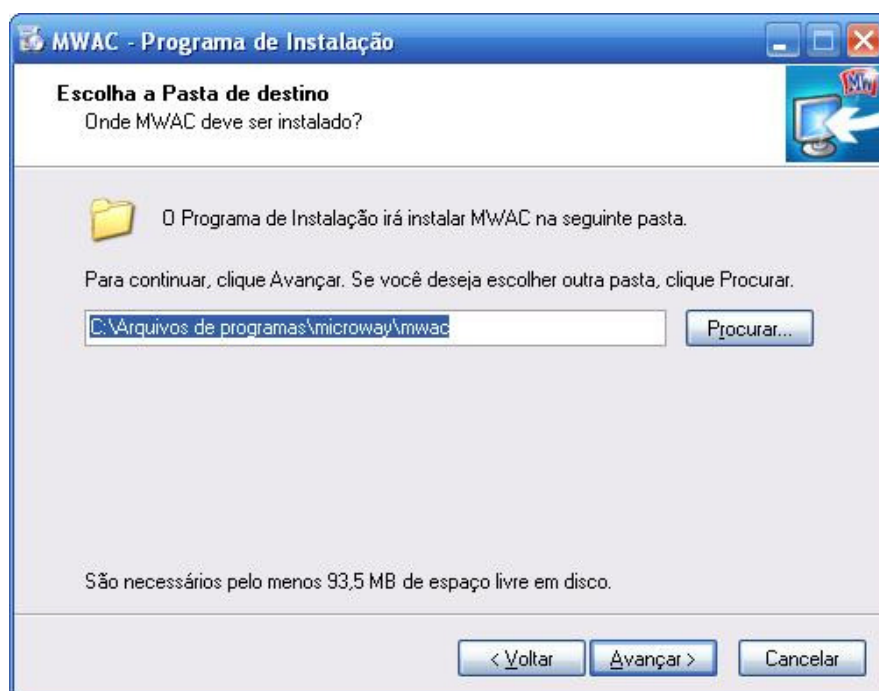 MWAC - Programa de Instalação
Escolha a Pasta de destino
Onde MWAC deve ser instalado?
MW
O Programa de Instalação irá instalar MWAC na seguinte pasta.
Para continuar, clique Avançar. Se você deseja escolher outra pasta, clique Procurar.
C:\Arquivos de programas\microway\mwac
Procurar...
São necessários pelo menos 93,5 MB de espaço livre em disco.
< Voltar
Avançar >
Cancelar